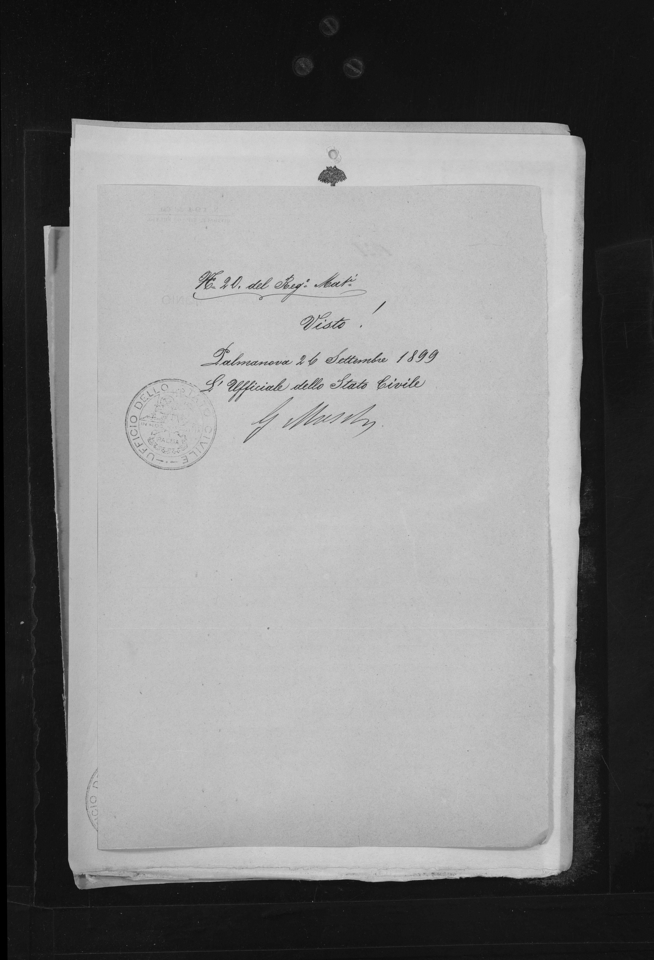 N.º 20. del Reg.º Mat.º
Visto!
Palmanova 26 Settembre 1899
L'Ufficiale dello Stato Civile
G
UFFICIO DELLO STATO CIVILE